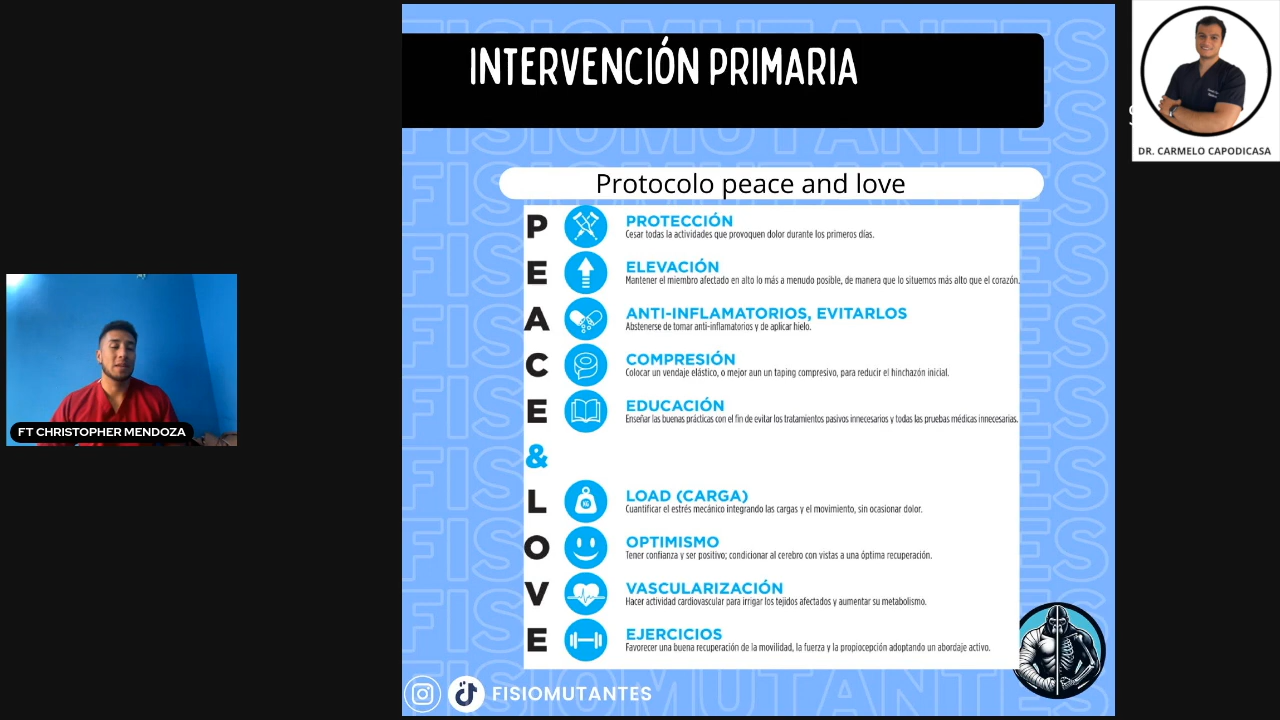 INTERVENCIÓN PRIMARIA
DR. CARMELO CAPODICASA
Protocolo peace and love
P
PROTECCIÓN
Cesar todas la actividades que provoquen dolor durante los primeros días.
E
ELEVACIÓN
Mantener el miembro afectado en alto lo más a menudo posible, de manera que lo situemos más alto que el corazón.
A
ANTI-INFLAMATORIOS, EVITARLOS
Abstenerse de tomar anti-inflamatorios y de aplicar hielo.
C
COMPRESIÓN
Colocar un vendaje elástico, o mejor aun un taping compresivo, para reducir el hinchazón inicial.
E
EDUCACIÓN
Enseñar las buenas prácticas con el fin de evitar los tratamientos pasivos innecesarios y todas las pruebas médicas innecesarias.
&
L
LOAD (CARGA)
Cuantificar el estrés mecánico integrando las cargas y el movimiento, sin ocasionar dolor.
O
OPTIMISMO
Tener confianza y ser positivo; condicionar al cerebro con vistas a una óptima recuperación.
V
VASCULARIZACIÓN
Hacer actividad cardiovascular para irrigar los tejidos afectados y aumentar su metabolismo.
E
EJERCICIOS
Favorecer una buena recuperación de la movilidad, la fuerza y la propiocepción adoptando un abordaje activo.
FT CHRISTOPHER MENDOZA
FISIOMUTANTES